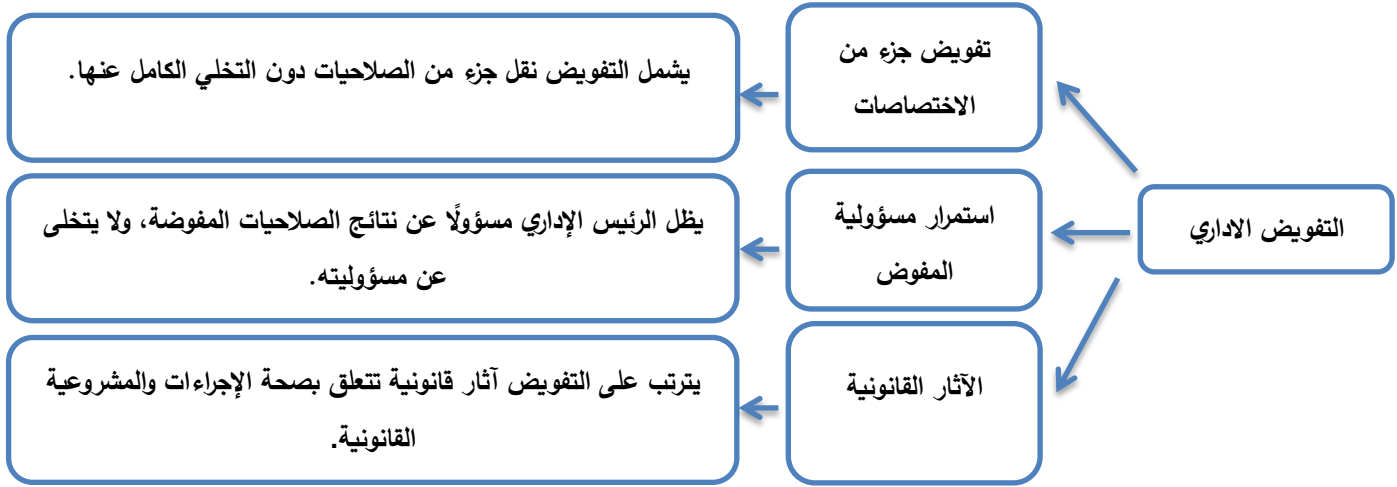 التفويض الاداري
تفويض جزء من
الاختصاصات
يشمل التفويض نقل جزء من الصلاحيات دون التخلي الكامل عنها.
استمرار مسؤولية
المفوض
يظل الرئيس الإداري مسؤولًا عن نتائج الصلاحيات المفوضة، ولا يتخلى
عن مسؤوليته.
الآثار القانونية
يترتب على التفويض آثار قانونية تتعلق بصحة الإجراءات والمشروعية
القانونية.